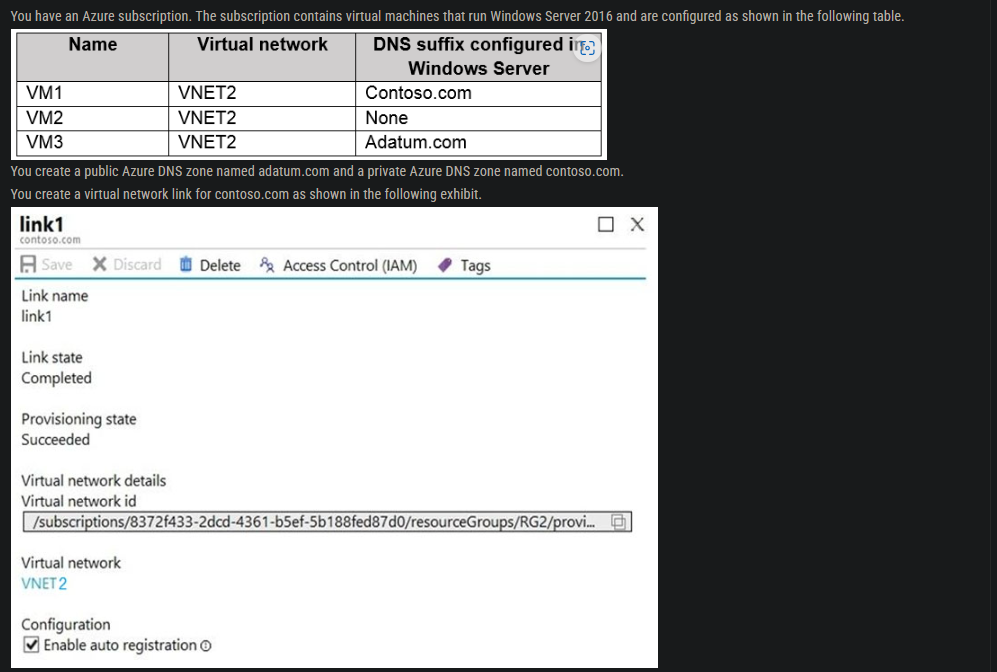 You have an Azure subscription. The subscription contains virtual machines that run Windows Server 2016 and are configured as shown in the following table.
Name Virtual network DNS suffix configured in
Windows Server
VM1 VNET2 Contoso.com
VM2 VNET2 None
VM3 VNET2 Adatum.com
You create a public Azure DNS zone named adatum.com and a private Azure DNS zone named contoso.com.
You create a virtual network link for contoso.com as shown in the following exhibit.
link1
contoso.com
Save Discard Delete Access Control (IAM) Tags
Link name
link1
Link state
Completed
Provisioning state
Succeeded
Virtual network details
Virtual network id
/subscriptions/8372f433-2dcd-4361-b5ef-5b188fed87d0/resourceGroups/RG2/provi...
Virtual network
VNET2
Configuration
Enable auto registration